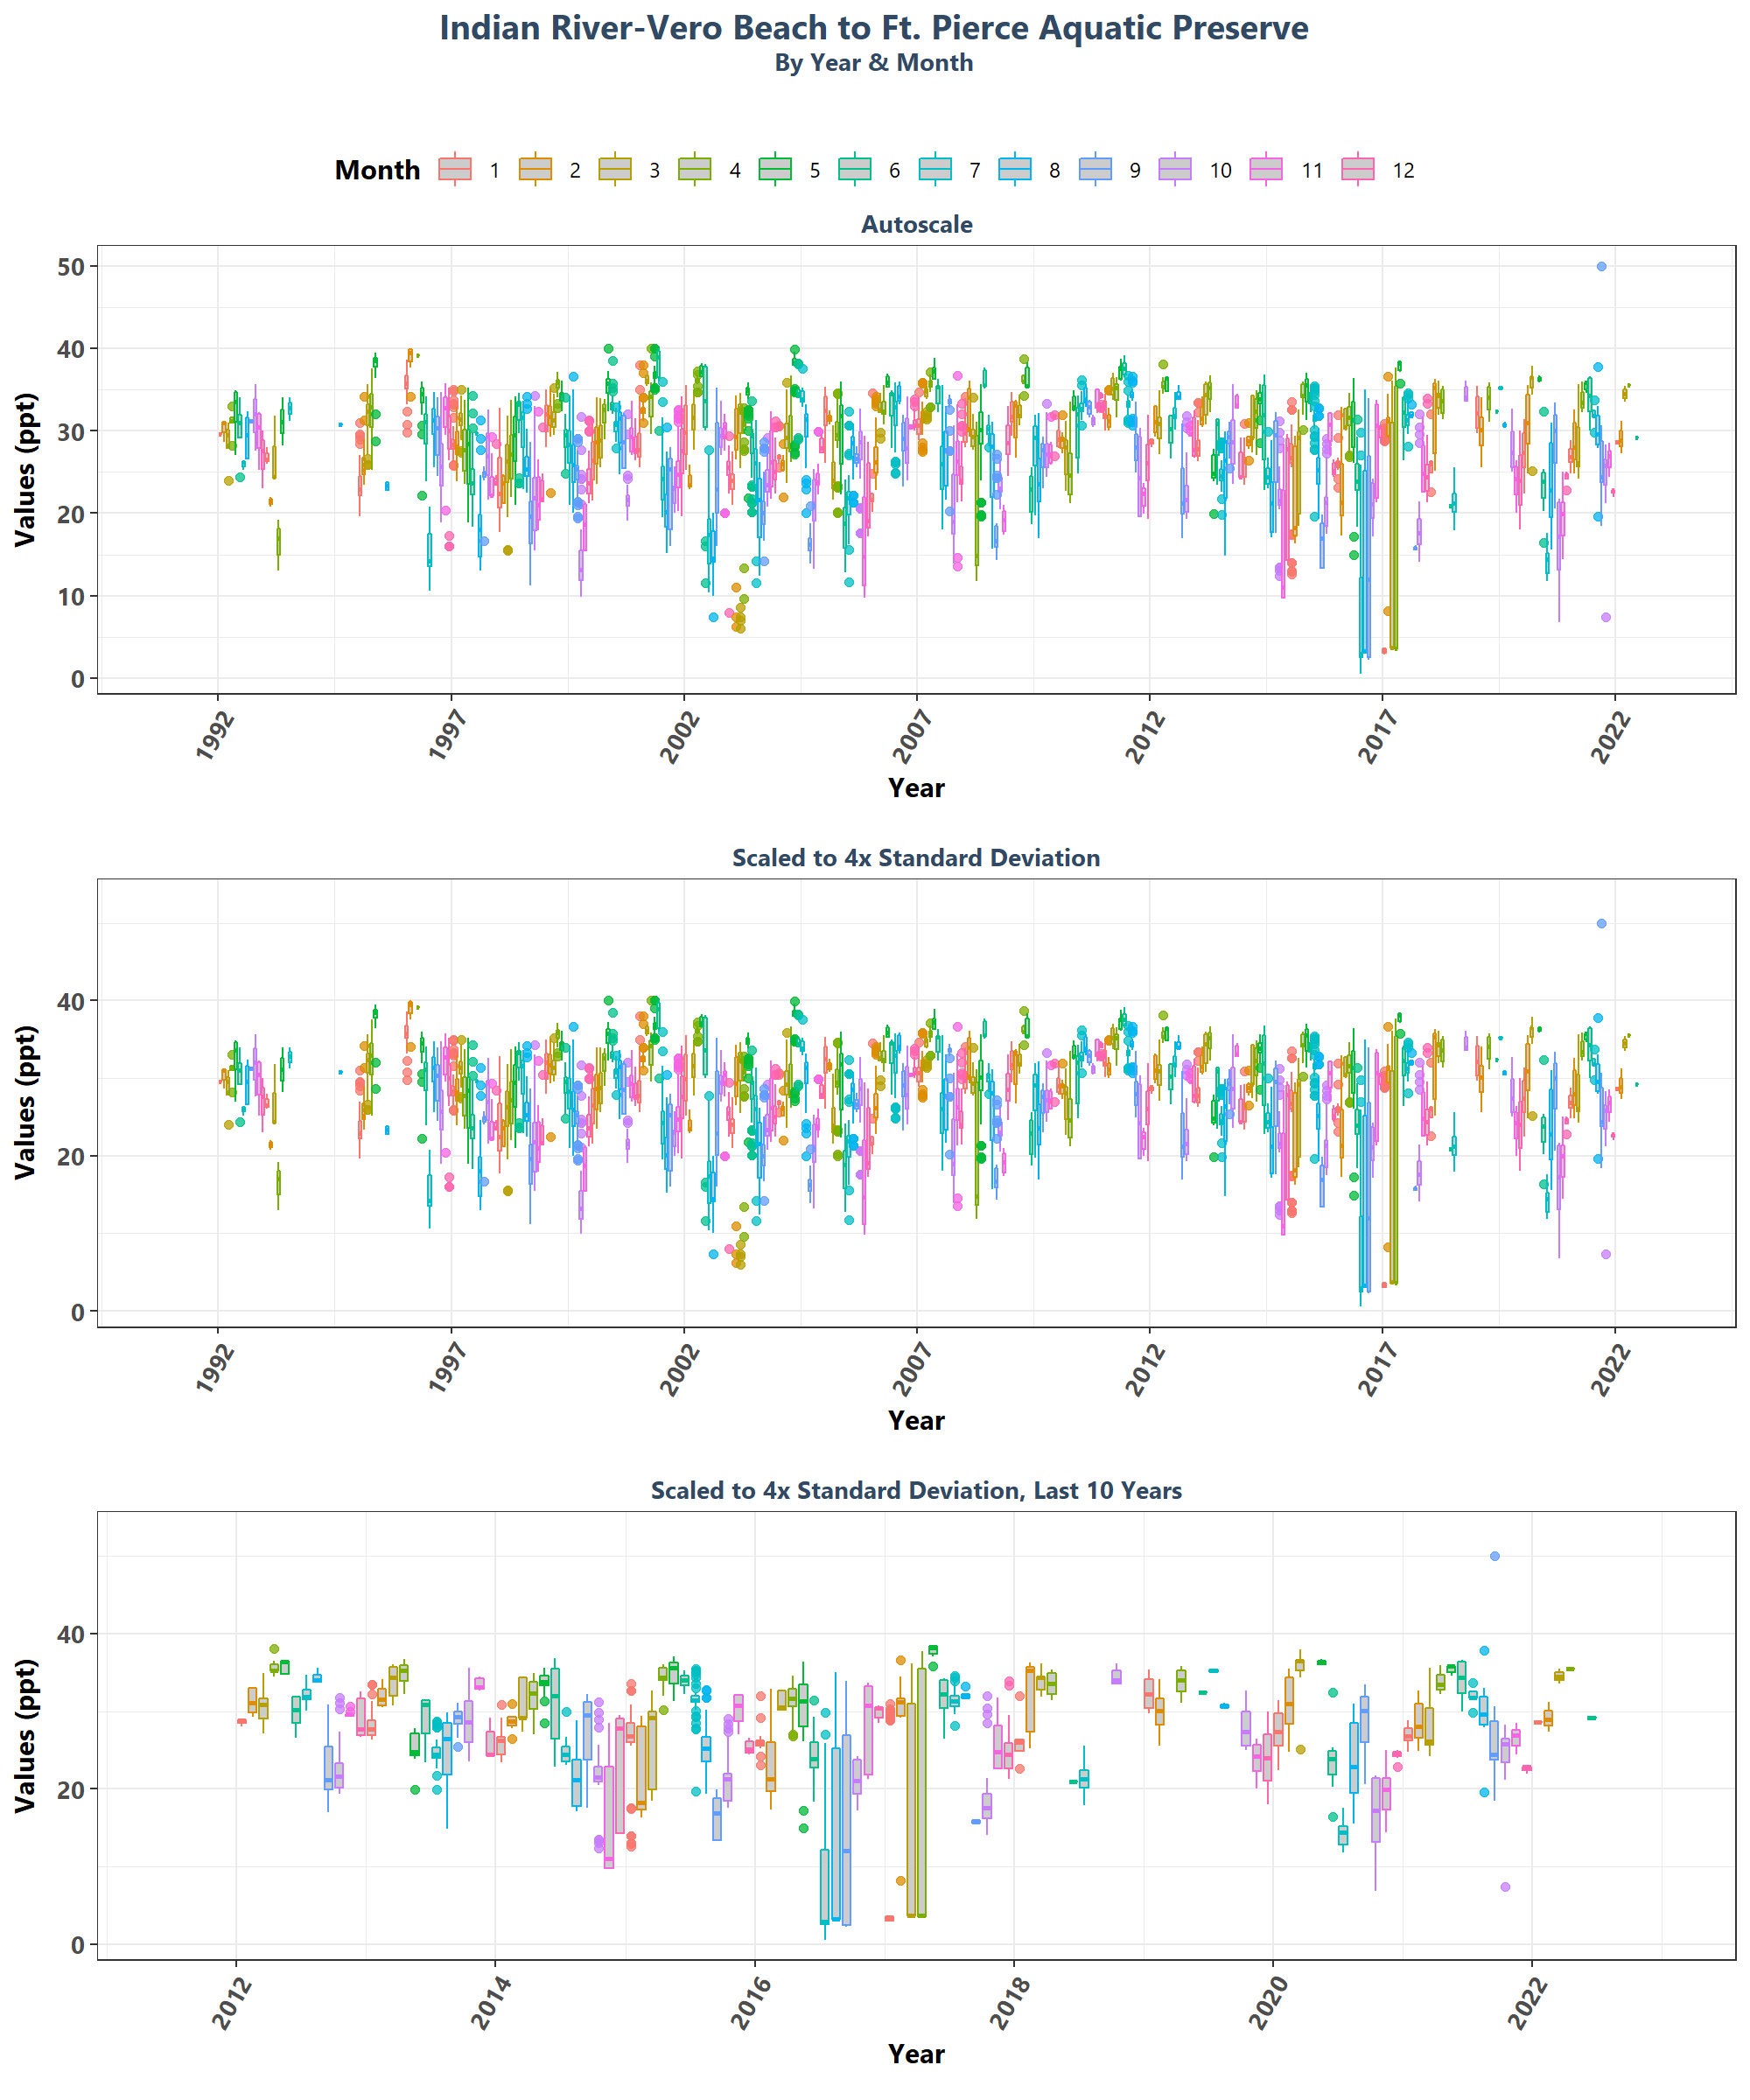 Indian River-Vero Beach to Ft. Pierce Aquatic Preserve
By Year & Month
Month 1 2 3 4 5 6 7 8 9 10 11 12
Autoscale
Values (ppt)
50
40
30
20
10
0
1992 1997 2002 2007 2012 2017 2022
Year
Scaled to 4x Standard Deviation
Values (ppt)
40
20
0
1992 1997 2002 2007 2012 2017 2022
Year
Scaled to 4x Standard Deviation, Last 10 Years
Values (ppt)
40
20
0
2012 2014 2016 2018 2020 2022
Year